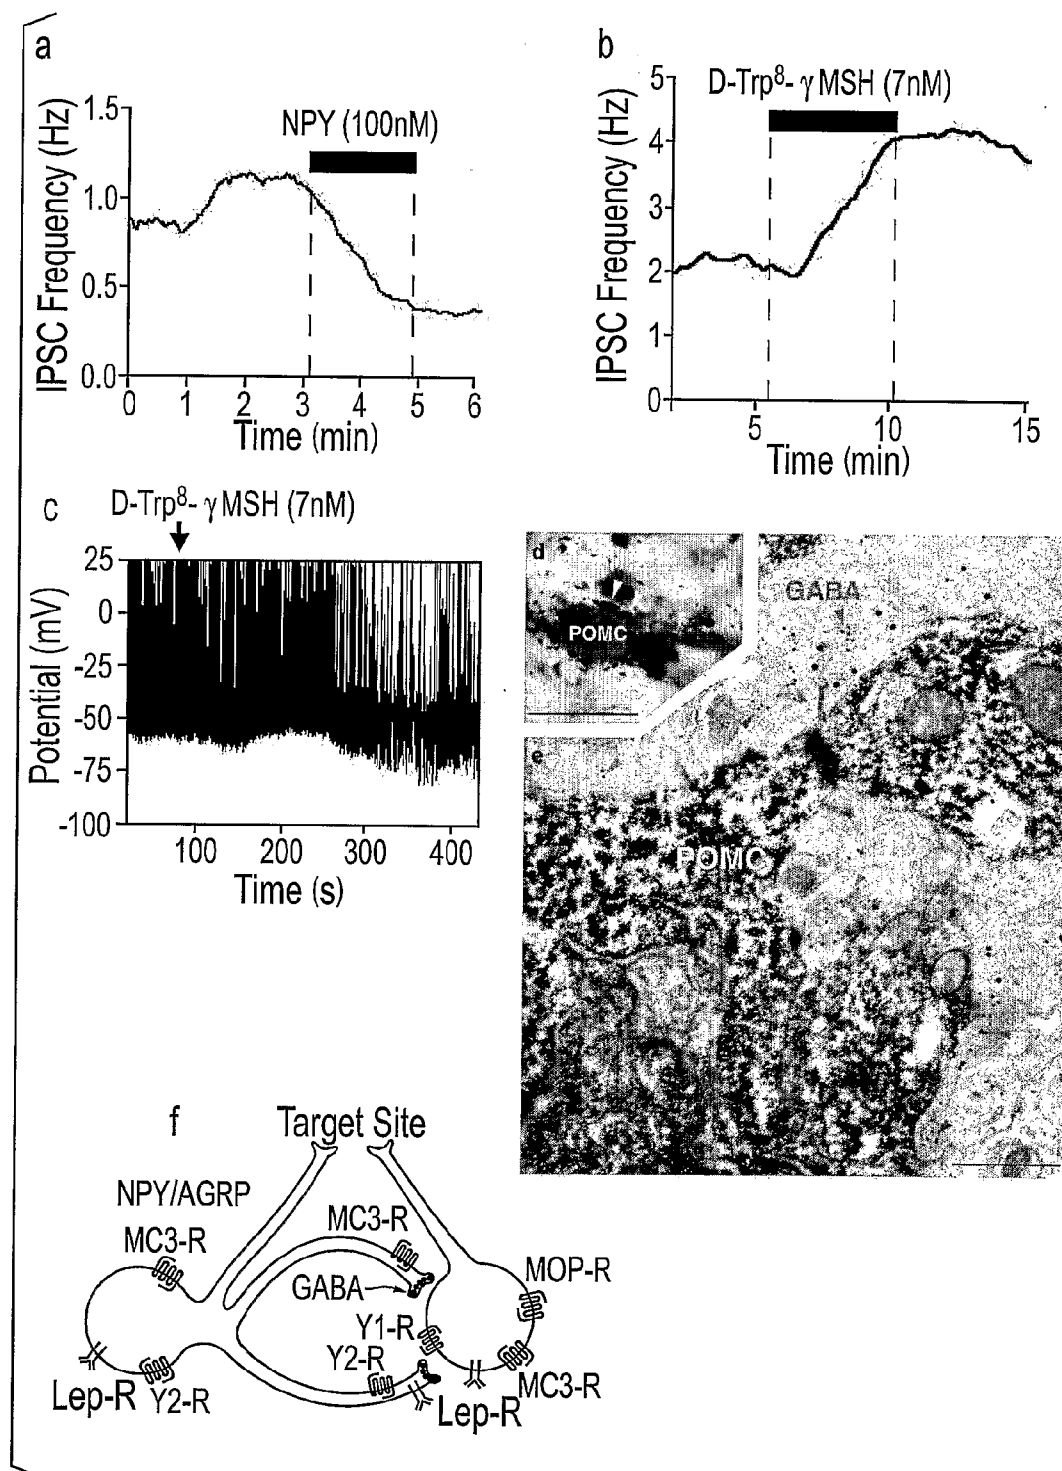 a
IPSC Frequency (Hz)
1.5
1.0
0.5
0.0
NPY (100nM)
0 1 2 3 4 5 6
Time (min)
b
IPSC Frequency (Hz)
5
4
3
2
1
0
D-Trp⁸- γ MSH (7nM)
5 10 15
Time (min)
c
D-Trp⁸- γ MSH (7nM)
Potential (mV)
25
0
-25
-50
-75
-100
100 200 300 400
Time (s)
d
POMC
e
GABA
POMC
f
Target Site
NPY/AGRP
MC3-R
MC3-R
GABA
MOP-R
Y1-R
Y2-R
MC3-R
Lep-R
Y2-R
Lep-R